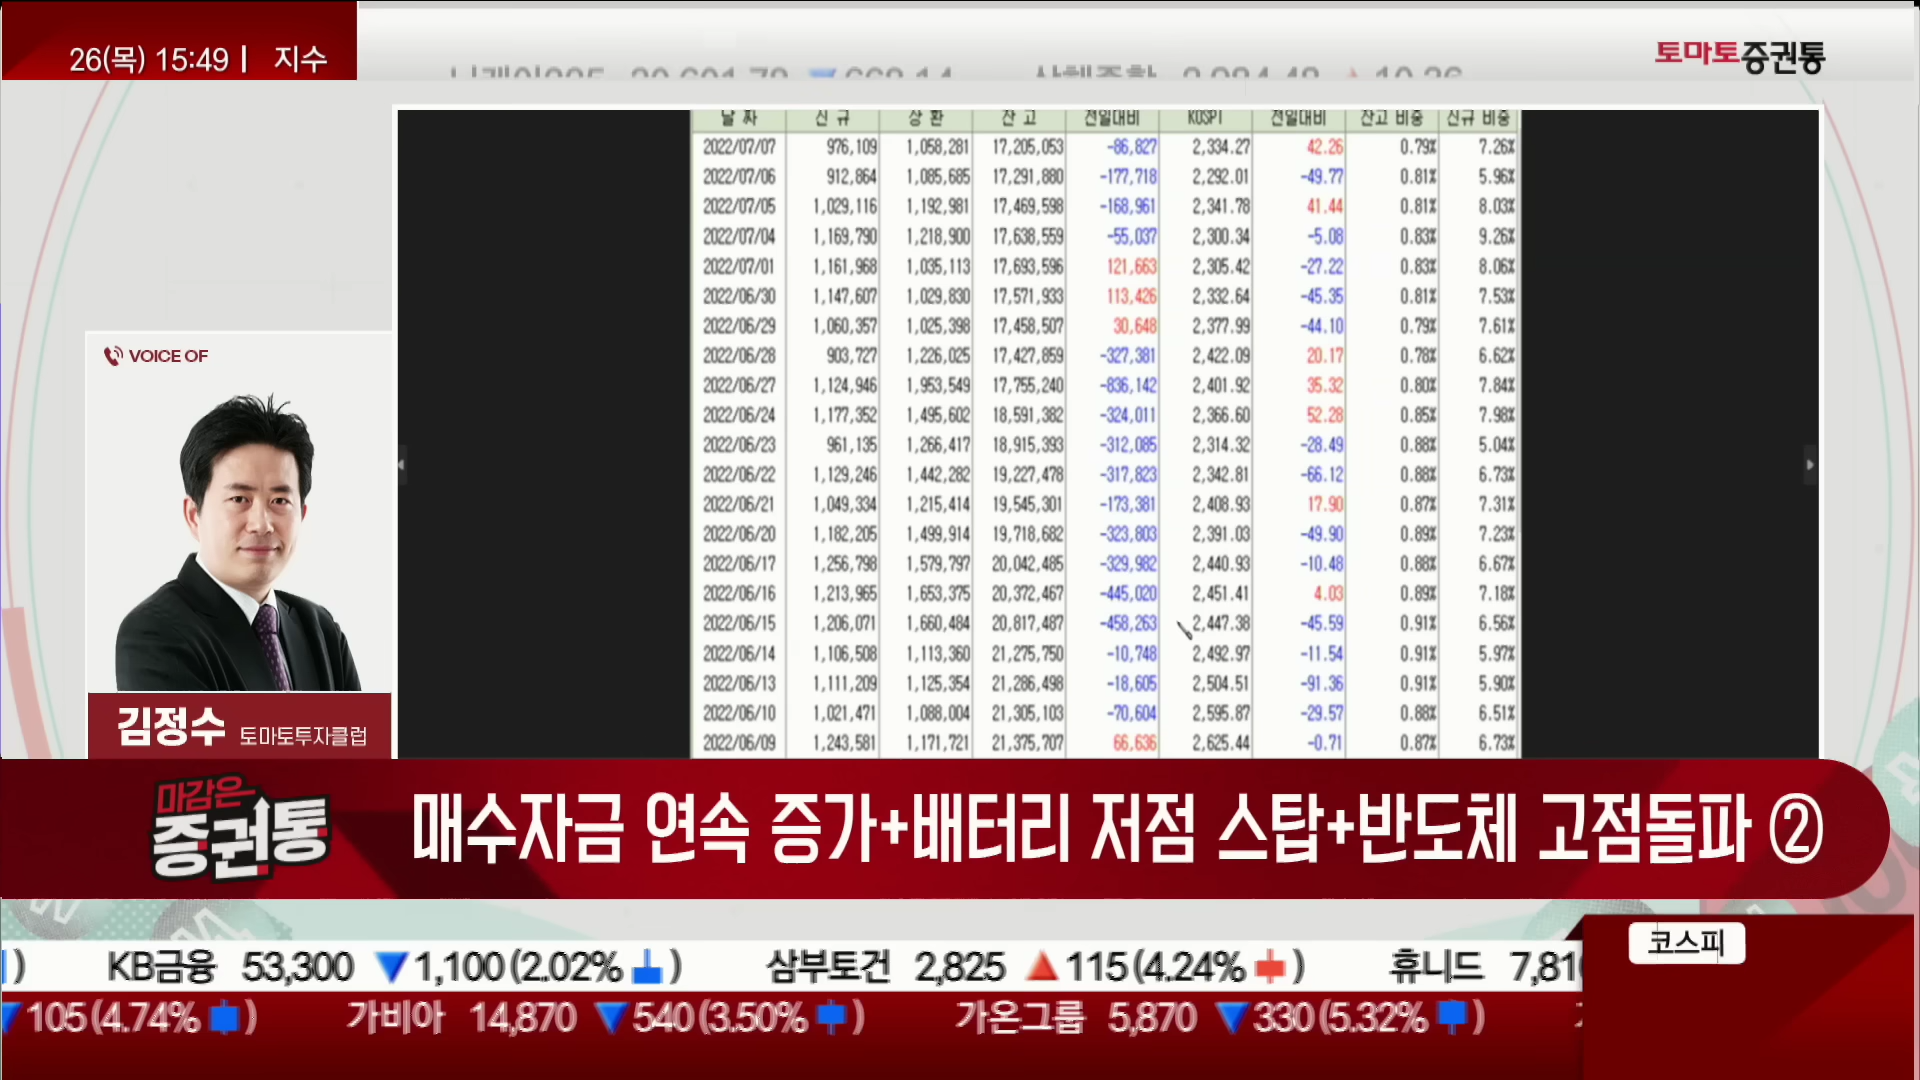 26(목) 15:49 | 지수
토마토증권통
날 짜 신 규 상 환 잔 고 전일대비 KOSPI 전일대비 잔고 비중 신규 비중
2022/07/07 976,109 1,058,281 17,205,053 -86,827 2,334.27 42.26 0.79% 7.26%
2022/07/06 912,864 1,085,685 17,291,880 -177,718 2,292.01 -49.77 0.81% 5.96%
2022/07/05 1,029,116 1,192,981 17,469,598 -168,961 2,341.78 41.44 0.81% 8.03%
2022/07/04 1,169,790 1,218,900 17,638,559 -55,037 2,300.34 -5.08 0.83% 9.26%
2022/07/01 1,161,968 1,035,113 17,693,596 121,663 2,305.42 -27.22 0.83% 8.06%
2022/06/30 1,147,607 1,029,830 17,571,933 113,426 2,332.64 -45.35 0.81% 7.53%
2022/06/29 1,060,357 1,025,398 17,458,507 30,648 2,377.99 -44.10 0.79% 7.61%
2022/06/28 903,727 1,226,025 17,427,859 -327,381 2,422.09 20.17 0.78% 6.62%
2022/06/27 1,124,946 1,953,549 17,755,240 -836,142 2,401.92 35.32 0.80% 7.84%
2022/06/24 1,177,352 1,495,602 18,591,382 -324,011 2,366.60 52.28 0.85% 7.98%
2022/06/23 961,135 1,266,417 18,915,393 -312,085 2,314.32 -28.49 0.88% 5.04%
2022/06/22 1,129,246 1,442,282 19,227,478 -317,823 2,342.81 -66.12 0.88% 6.73%
2022/06/21 1,049,334 1,215,414 19,545,301 -173,381 2,408.93 17.90 0.87% 7.31%
2022/06/20 1,182,205 1,499,914 19,718,682 -323,803 2,391.03 -49.90 0.89% 7.23%
2022/06/17 1,256,798 1,579,797 20,042,485 -329,982 2,440.93 -10.48 0.88% 6.67%
2022/06/16 1,213,965 1,653,375 20,372,467 -445,020 2,451.41 4.03 0.89% 7.18%
2022/06/15 1,206,071 1,660,484 20,817,487 -458,263 2,447.38 -45.59 0.91% 6.56%
2022/06/14 1,106,508 1,113,360 21,275,750 -10,748 2,492.97 -11.54 0.91% 5.97%
2022/06/13 1,111,209 1,125,354 21,286,498 -18,605 2,504.51 -91.36 0.91% 5.90%
2022/06/10 1,021,471 1,088,004 21,305,103 -70,604 2,595.87 -29.57 0.88% 6.51%
2022/06/09 1,243,581 1,171,721 21,375,707 66,636 2,625.44 -0.71 0.87% 6.73%
VOICE OF
김정수 토마토투자클럽
마감은
증권통
매수자금 연속 증가+배터리 저점 스탑+반도체 고점돌파 ②
코스피
) KB금융 53,300 ▼1,100(2.02%) 삼부토건 2,825 ▲115(4.24%) 휴니드 7,81
▼105(4.74%) 가비아 14,870 ▼540(3.50%) 가온그룹 5,870 ▼330(5.32%)